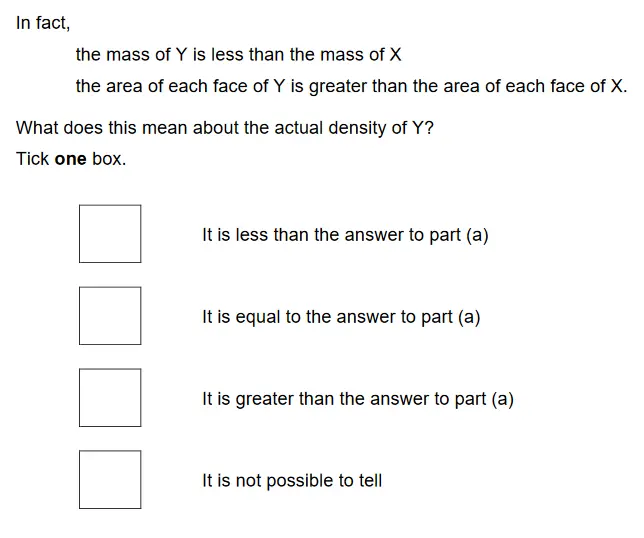 In fact,
the mass of Y is less than the mass of X
the area of each face of Y is greater than the area of each face of X.
What does this mean about the actual density of Y?
Tick one box.
It is less than the answer to part (a)
It is equal to the answer to part (a)
It is greater than the answer to part (a)
It is not possible to tell